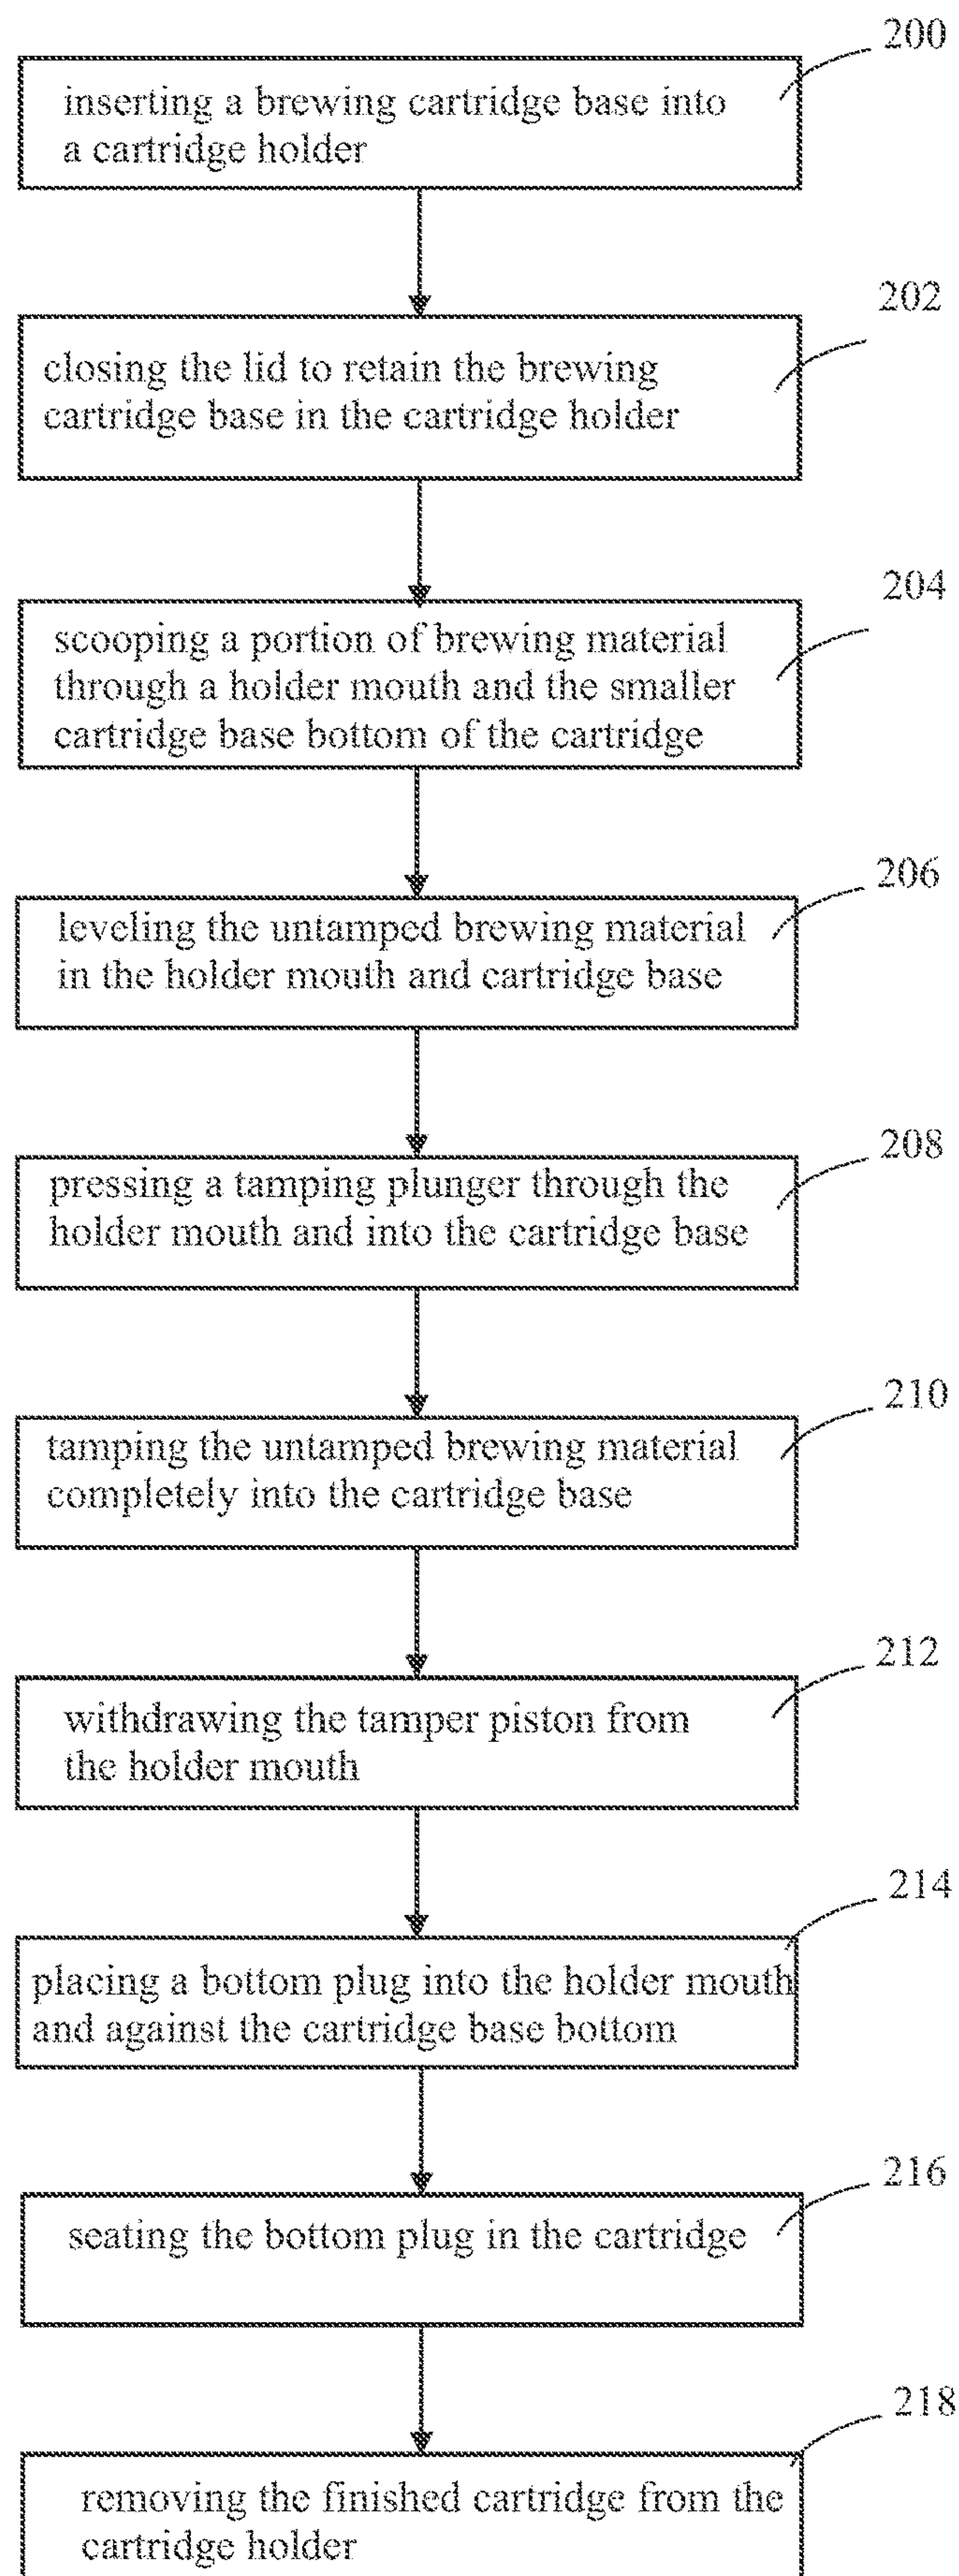 200
inserting a brewing cartridge base into
a cartridge holder
202
closing the lid to retain the brewing
cartridge base in the cartridge holder
204
scooping a portion of brewing material
through a holder mouth and the smaller
cartridge base bottom of the cartridge
206
leveling the untamped brewing material
in the holder mouth and cartridge base
208
pressing a tamping plunger through the
holder mouth and into the cartridge base
210
tamping the untamped brewing material
completely into the cartridge base
212
withdrawing the tamper piston from
the holder mouth
214
placing a bottom plug into the holder mouth
and against the cartridge base bottom
216
seating the bottom plug in the cartridge
218
removing the finished cartridge from the
cartridge holder